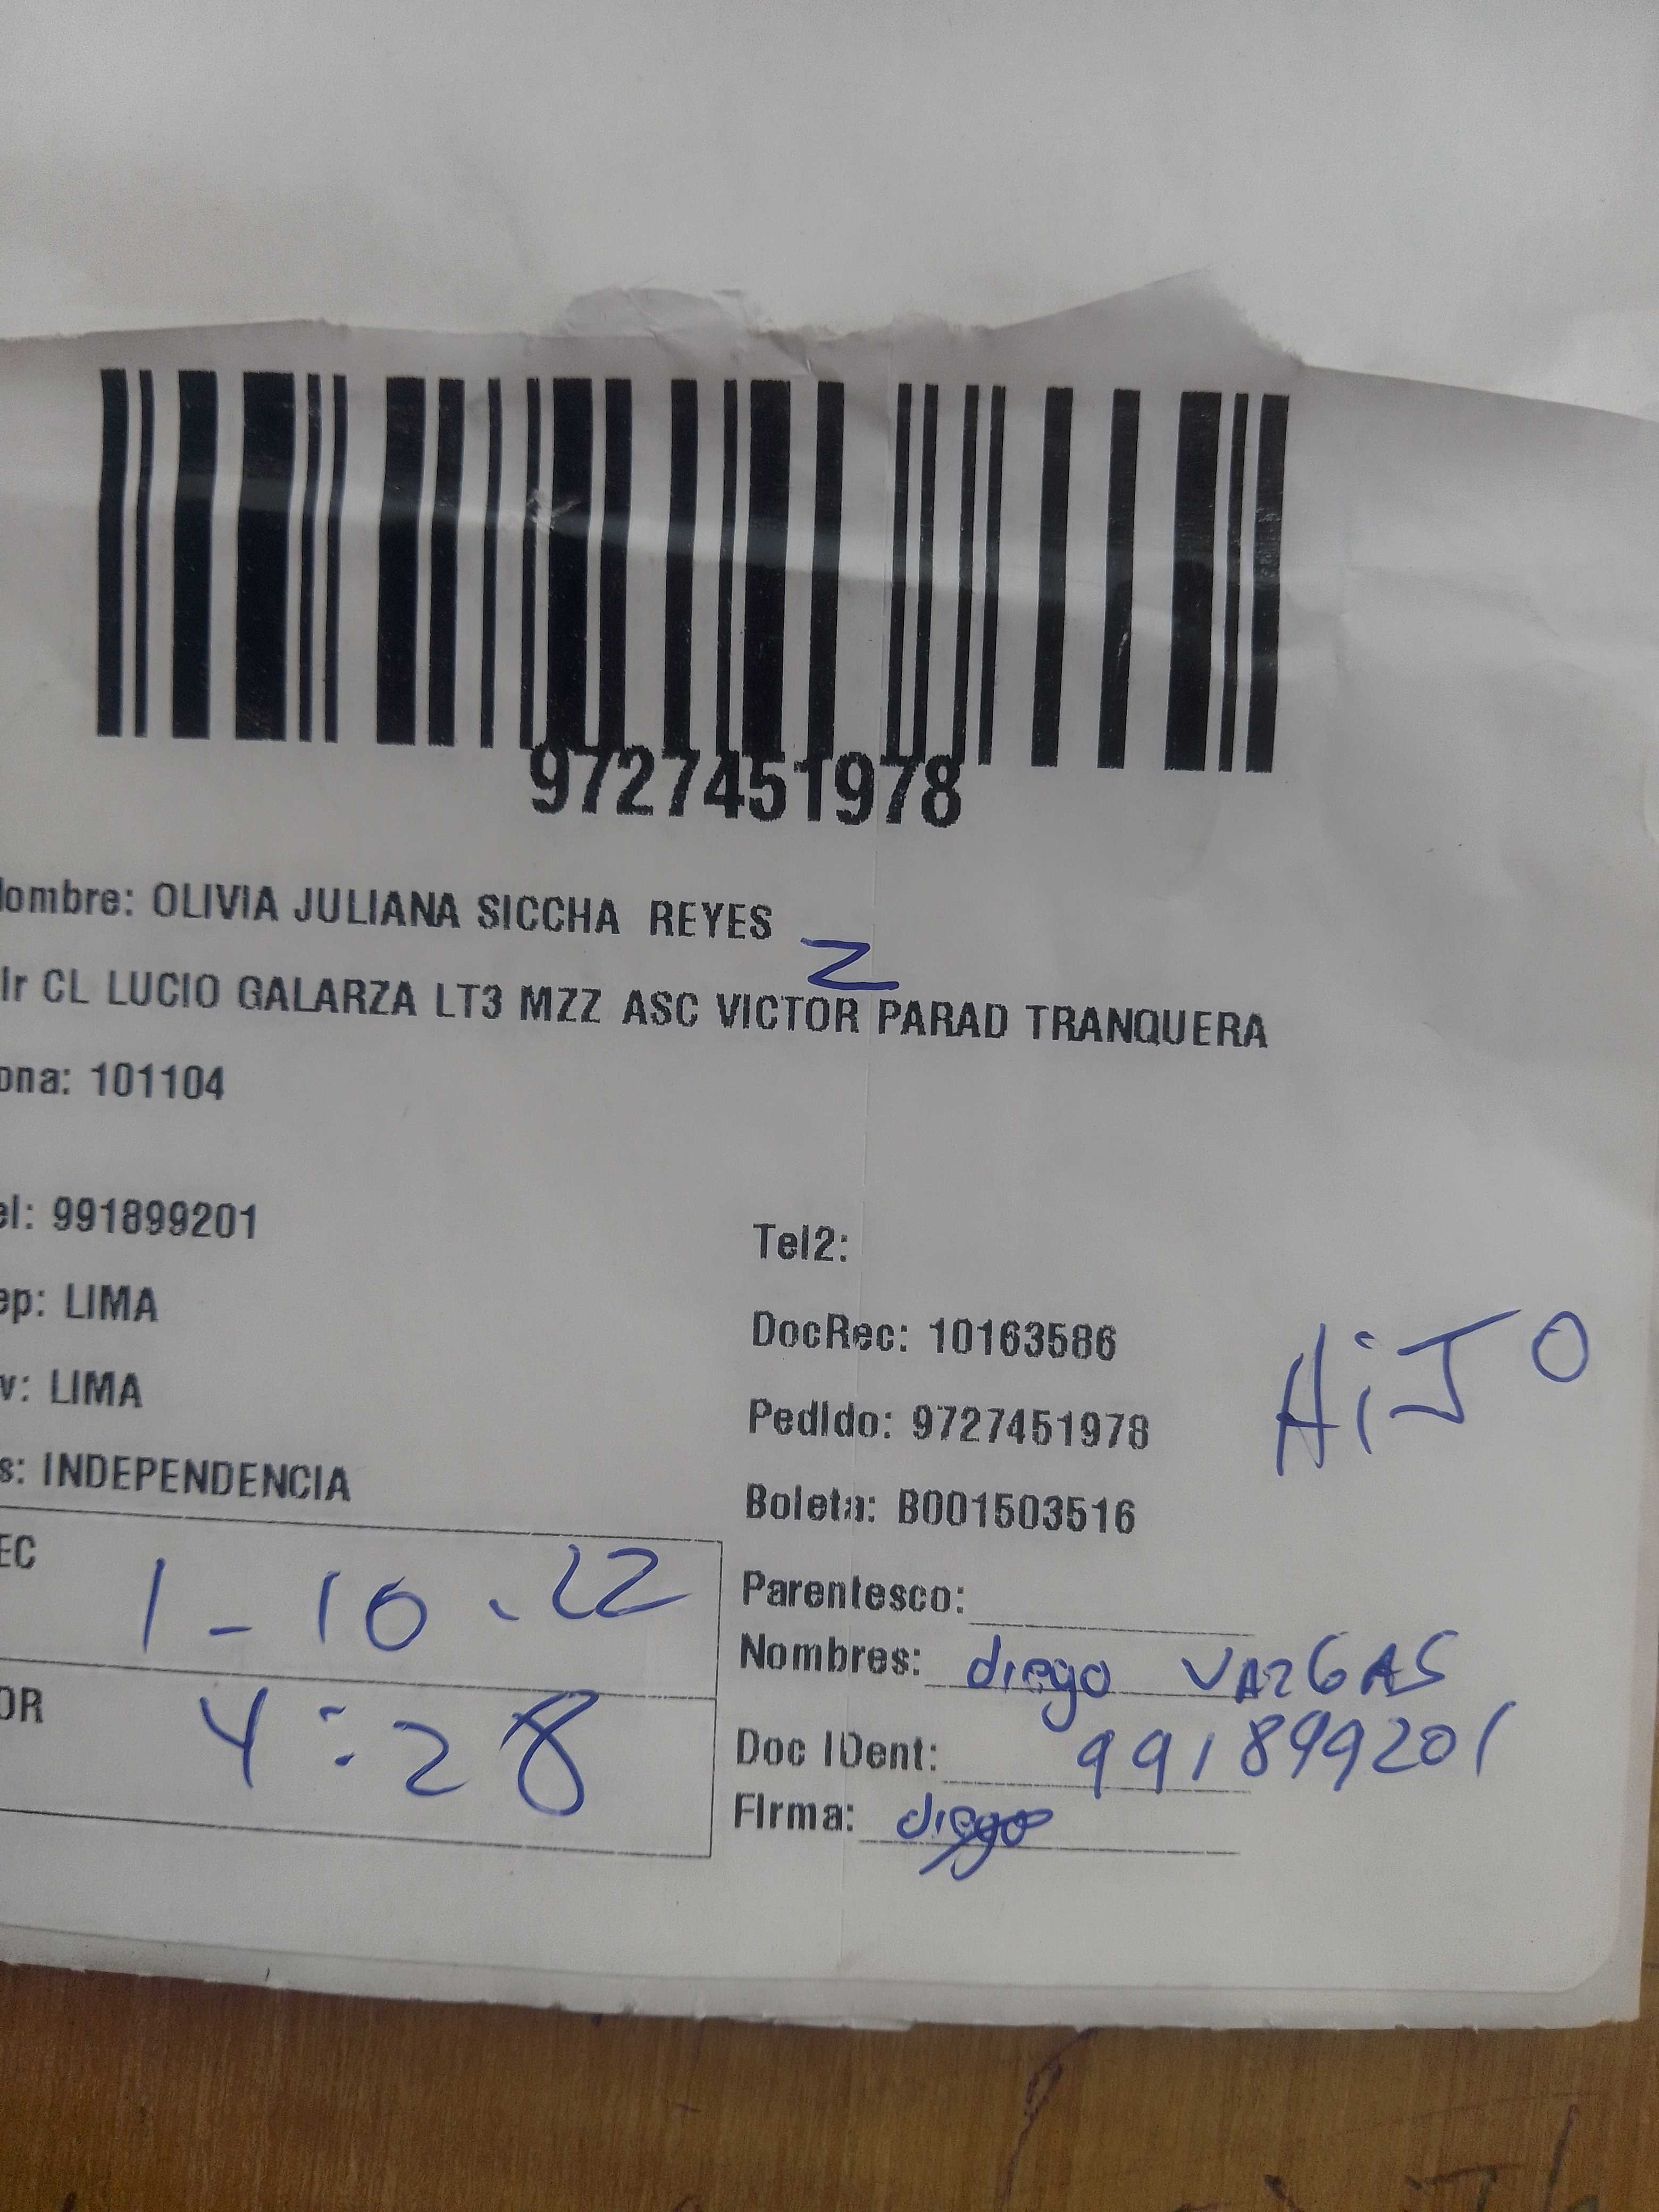 9727451978
Nombre: OLIVIA JULIANA SICCHA REYES
Z
Dir CL LUCIO GALARZA LT3 MZZ ASC VICTOR PARAD TRANQUERA
ona: 101104
el: 991899201
Tel2:
ep: LIMA
DocRec: 10163586
v: LIMA
PedIdo: 9727451978
HiJO
s: INDEPENDENCIA
Boleta: B001503516
EC 1-10-22
Parentesco:
Nombres: diego VARGAS
OR 4:28
Doc IDent: 991899201
FIrma: diego